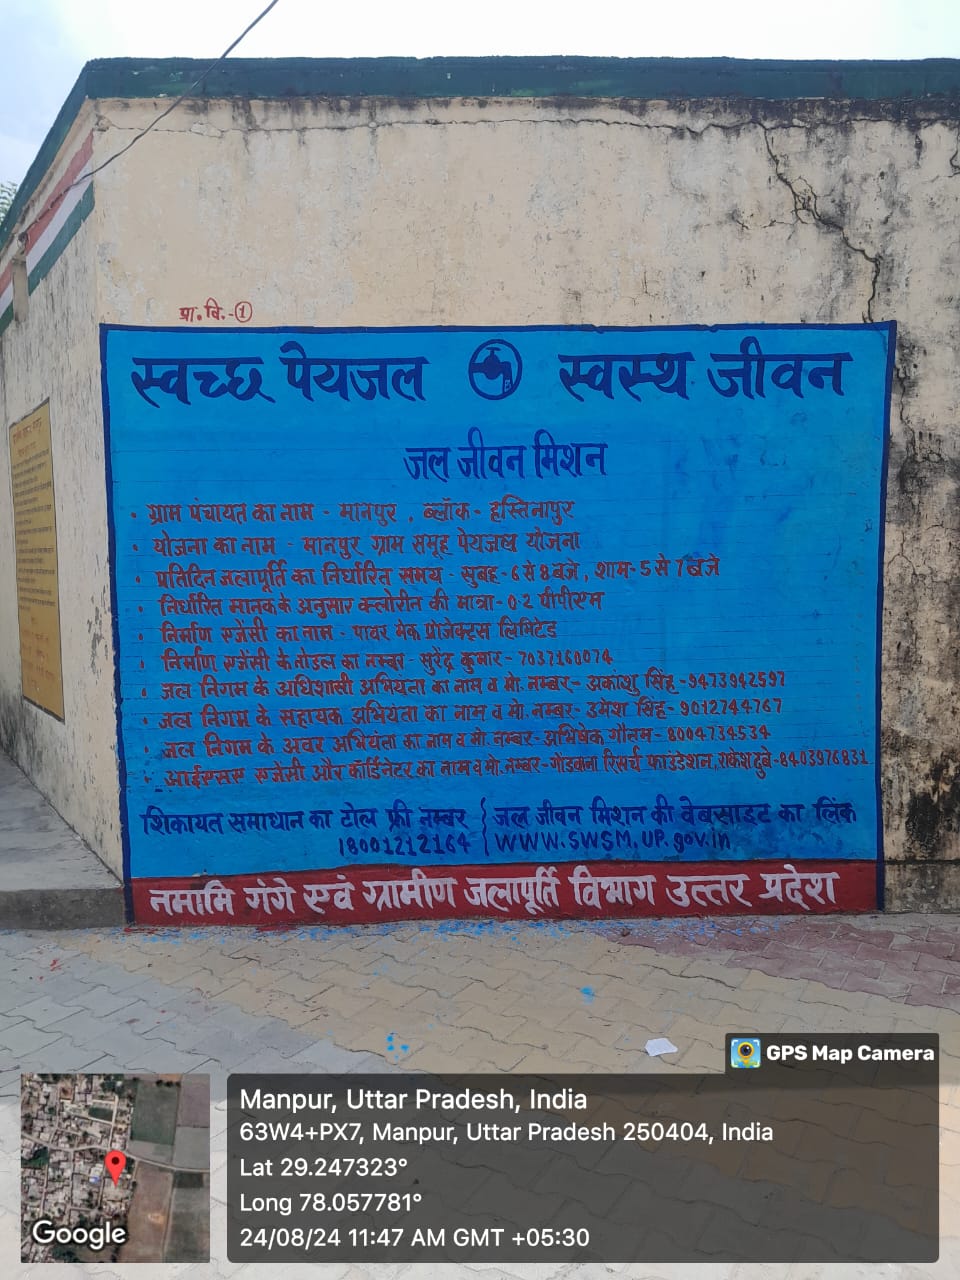 प्रा. वि.-①
स्वच्छ पेयजल स्वस्थ जीवन
जल जीवन मिशन
• ग्राम पंचायत का नाम - मानपुर , ब्लॉक - हस्तिनापुर
• योजना का नाम - मानपुर ग्राम समूह पेयजल योजना
• प्रतिदिन जलापूर्ति का निर्धारित समय - सुबह - 6 से 8 बजे , शाम - 5 से 7 बजे
• निर्धारित मानक के अनुसार क्लोरीन की मात्रा - 0.2 पीपीएम
• निर्माण एजेंसी का नाम - पावर मेक प्रोजेक्ट्स लिमिटेड
• निर्माण एजेंसी के नोडल का नम्बर - सुरेंद्र कुमार - 7037160074
• जल निगम के अधिशासी अभियंता का नाम व मो. नम्बर - अकांशु सिंह - 9473942597
• जल निगम के सहायक अभियंता का नाम व मो. नम्बर - उमेश सिंह - 9012744767
• जल निगम के अवर अभियंता का नाम व मो. नम्बर - अभिषेक गौतम - 8004734534
• आईएसए एजेंसी और कॉर्डिनेटर का नाम व मो. नम्बर - गोंडवाना रिसर्च फाउंडेशन, राकेश दुबे - 8403976831
शिकायत समाधान का टोल फ्री नम्बर { जल जीवन मिशन की वेबसाइट का लिंक
18001212164 | WWW.SWSM.UP.gov.in
नमामि गंगे एवं ग्रामीण जलापूर्ति विभाग उत्तर प्रदेश
GPS Map Camera
Manpur, Uttar Pradesh, India
63W4+PX7, Manpur, Uttar Pradesh 250404, India
Lat 29.247323°
Long 78.057781°
24/08/24 11:47 AM GMT +05:30
Google